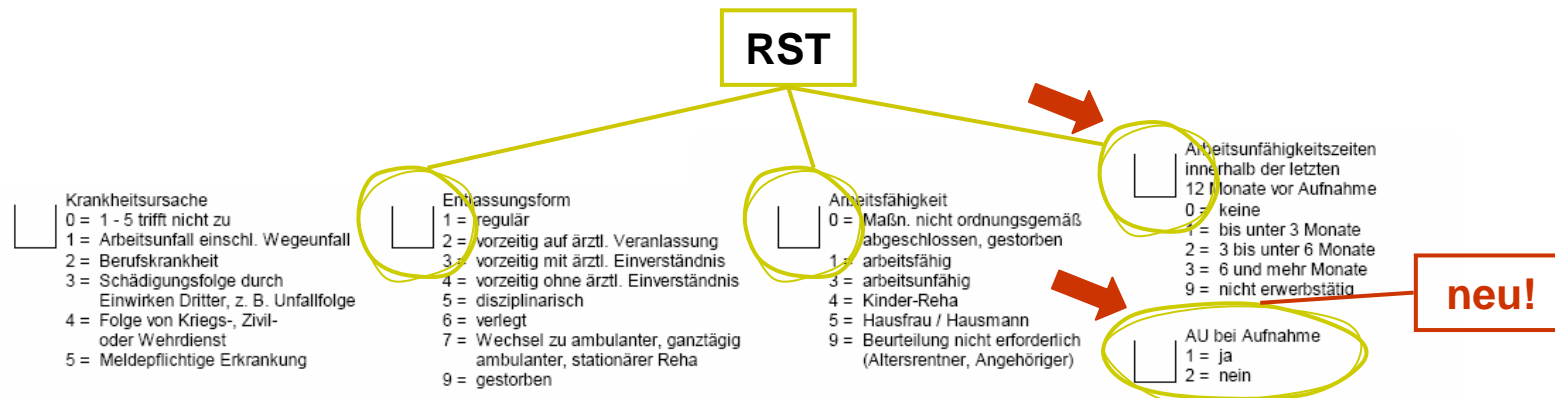 RST
Krankheitsursache
0 = 1 - 5 trifft nicht zu
1 = Arbeitsunfall einschl. Wegeunfall
2 = Berufskrankheit
3 = Schädigungsfolge durch
Einwirken Dritter, z. B. Unfallfolge
4 = Folge von Kriegs-, Zivil-
oder Wehrdienst
5 = Meldepflichtige Erkrankung
Entlassungsform
1 = regulär
2 = vorzeitig auf ärztl. Veranlassung
3 = vorzeitig mit ärztl. Einverständnis
4 = vorzeitig ohne ärztl. Einverständnis
5 = disziplinarisch
6 = verlegt
7 = Wechsel zu ambulanter, ganztägig
ambulanter, stationärer Reha
9 = gestorben
Arbeitsfähigkeit
0 = Maßn. nicht ordnungsgemäß
abgeschlossen, gestorben
1 = arbeitsfähig
3 = arbeitsunfähig
4 = Kinder-Reha
5 = Hausfrau / Hausmann
9 = Beurteilung nicht erforderlich
(Altersrentner, Angehöriger)
Arbeitsunfähigkeitszeiten
innerhalb der letzten
12 Monate vor Aufnahme
0 = keine
1 = bis unter 3 Monate
2 = 3 bis unter 6 Monate
3 = 6 und mehr Monate
9 = nicht erwerbstätig
neu!
AU bei Aufnahme
1 = ja
2 = nein